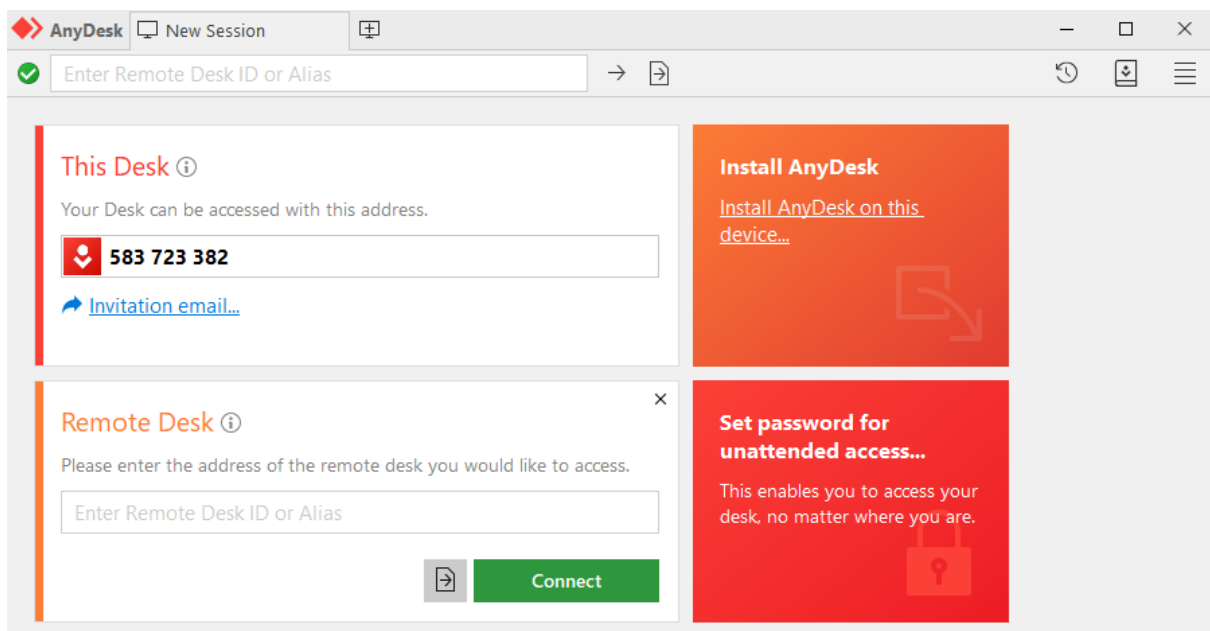 AnyDesk New Session
Enter Remote Desk ID or Alias
This Desk
Your Desk can be accessed with this address.
583 723 382
Invitation email...
Install AnyDesk
Install AnyDesk on this
device...
Remote Desk
Please enter the address of the remote desk you would like to access.
Enter Remote Desk ID or Alias
Connect
Set password for
unattended access...
This enables you to access your
desk, no matter where you are.